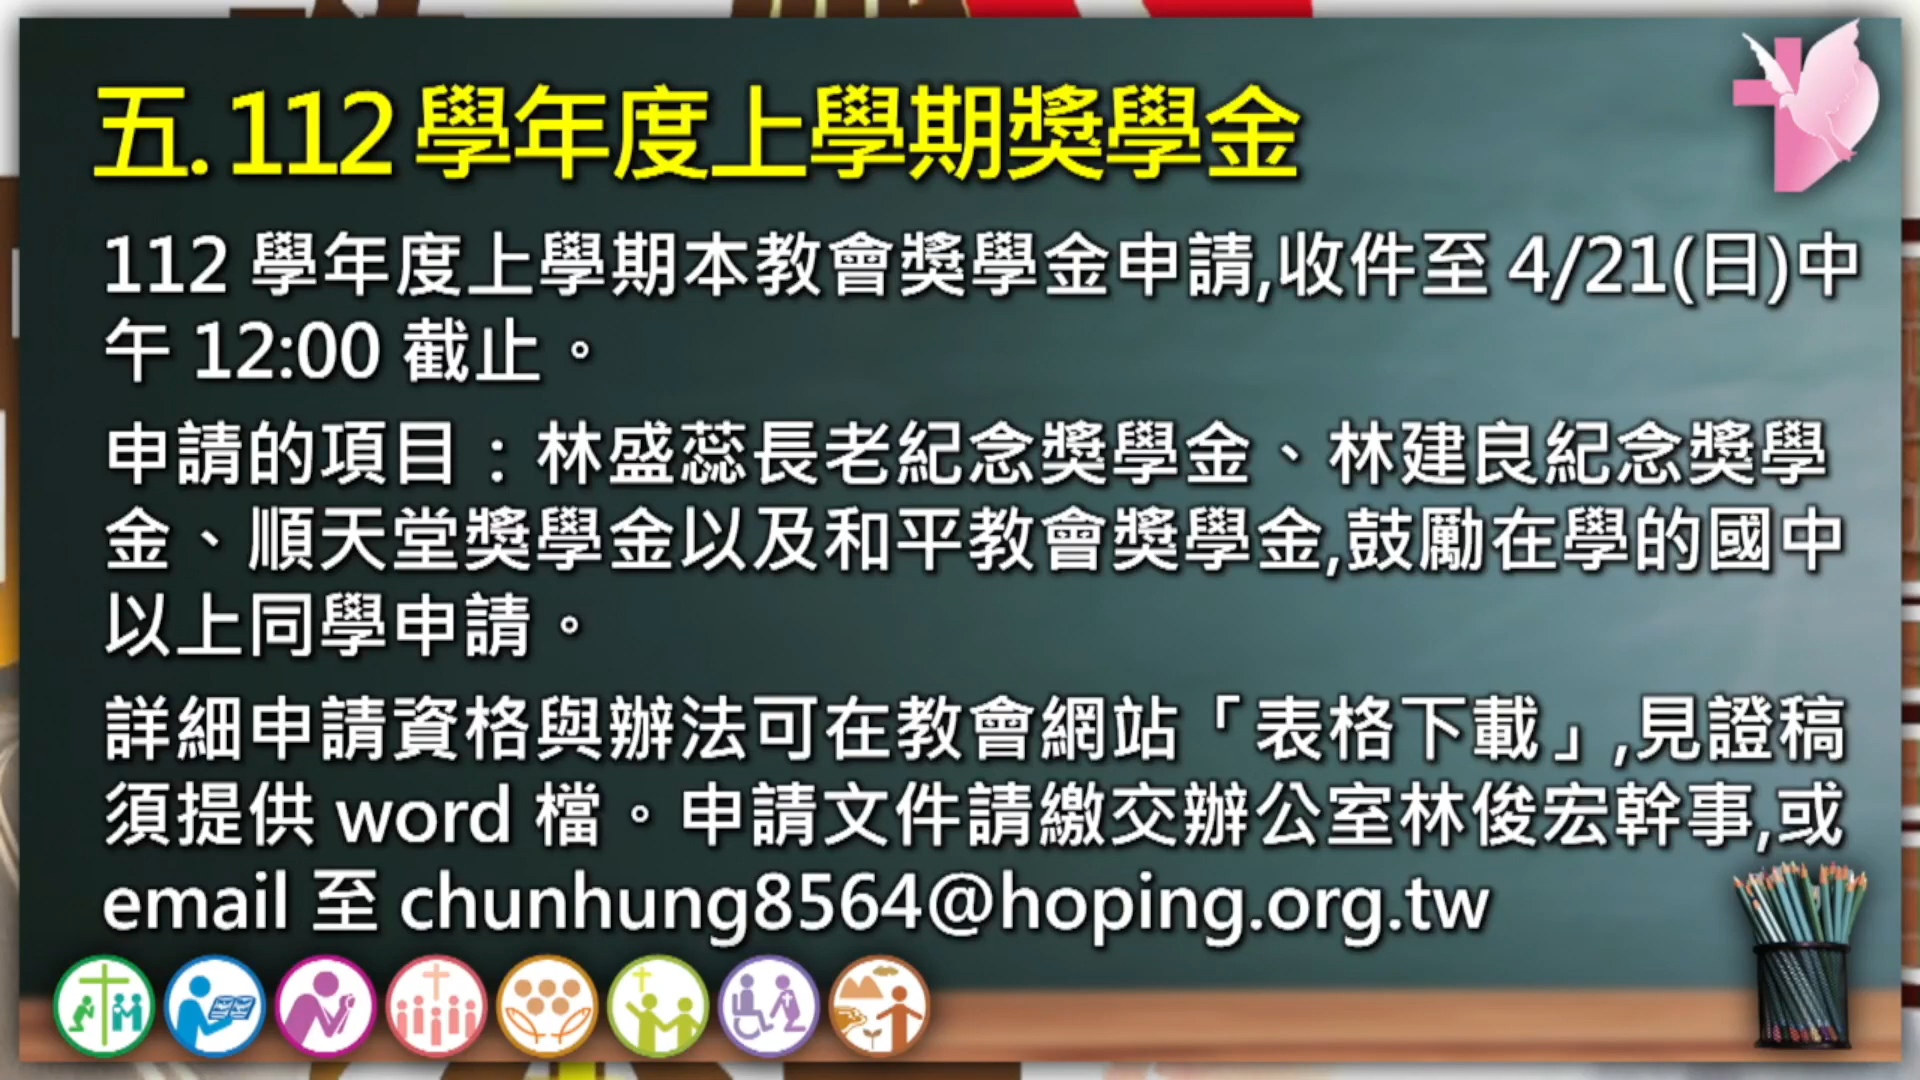 五.112學年度上學期獎學金
112 學年度上學期本教會獎學金申請,收件至 4/21(日)中
午 12:00 截止。
申請的項目：林盛蕊長老紀念獎學金、林建良紀念獎學
金、順天堂獎學金以及和平教會獎學金,鼓勵在學的國中
以上同學申請。
詳細申請資格與辦法可在教會網站「表格下載」,見證稿
須提供 word 檔。申請文件請繳交辦公室林俊宏幹事,或
email 至 chunhung8564@hoping.org.tw